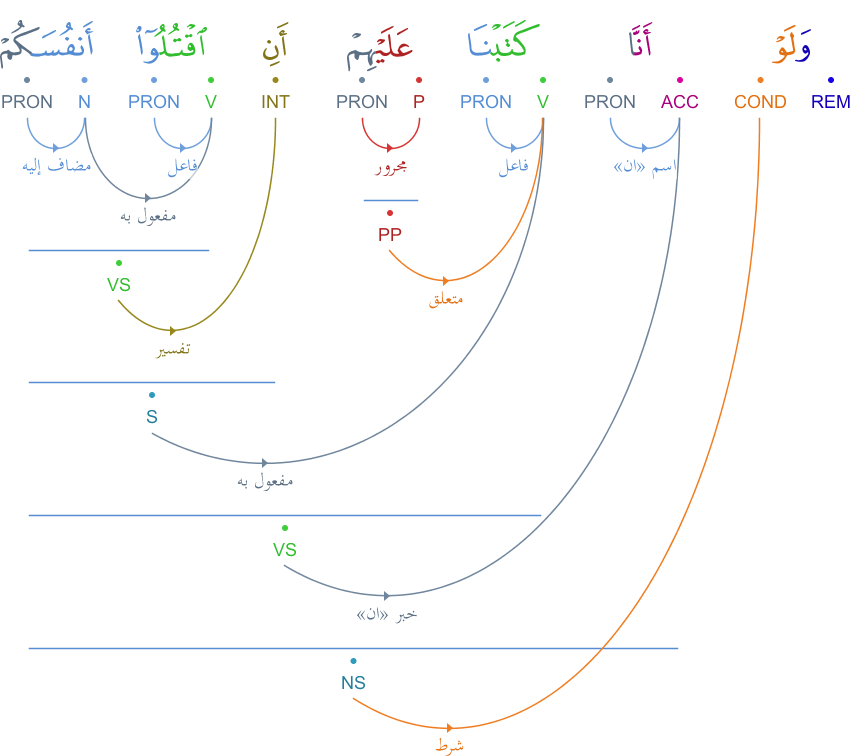 وَلَوْ أَنَّا كَتَبْنَا عَلَيْهِمْ أَنِ ٱقْتُلُوٓا۟ أَنفُسَكُمْ
PRON N PRON V INT PRON P PRON V PRON ACC COND REM
مضاف إليه فاعل مجرور فاعل اسم «ان»
مفعول به
PP
VS
متعلق
تفسير
S
مفعول به
VS
خبر «ان»
NS
شرط